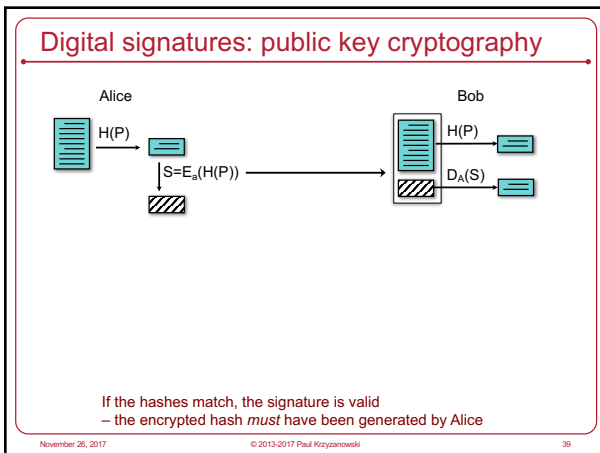 Digital signatures: public key cryptography
Alice
Bob
H(P)
H(P)
S=Eₐ(H(P))
D_A(S)
If the hashes match, the signature is valid
– the encrypted hash must have been generated by Alice
November 26, 2017
© 2013-2017 Paul Krzyzanowski
39